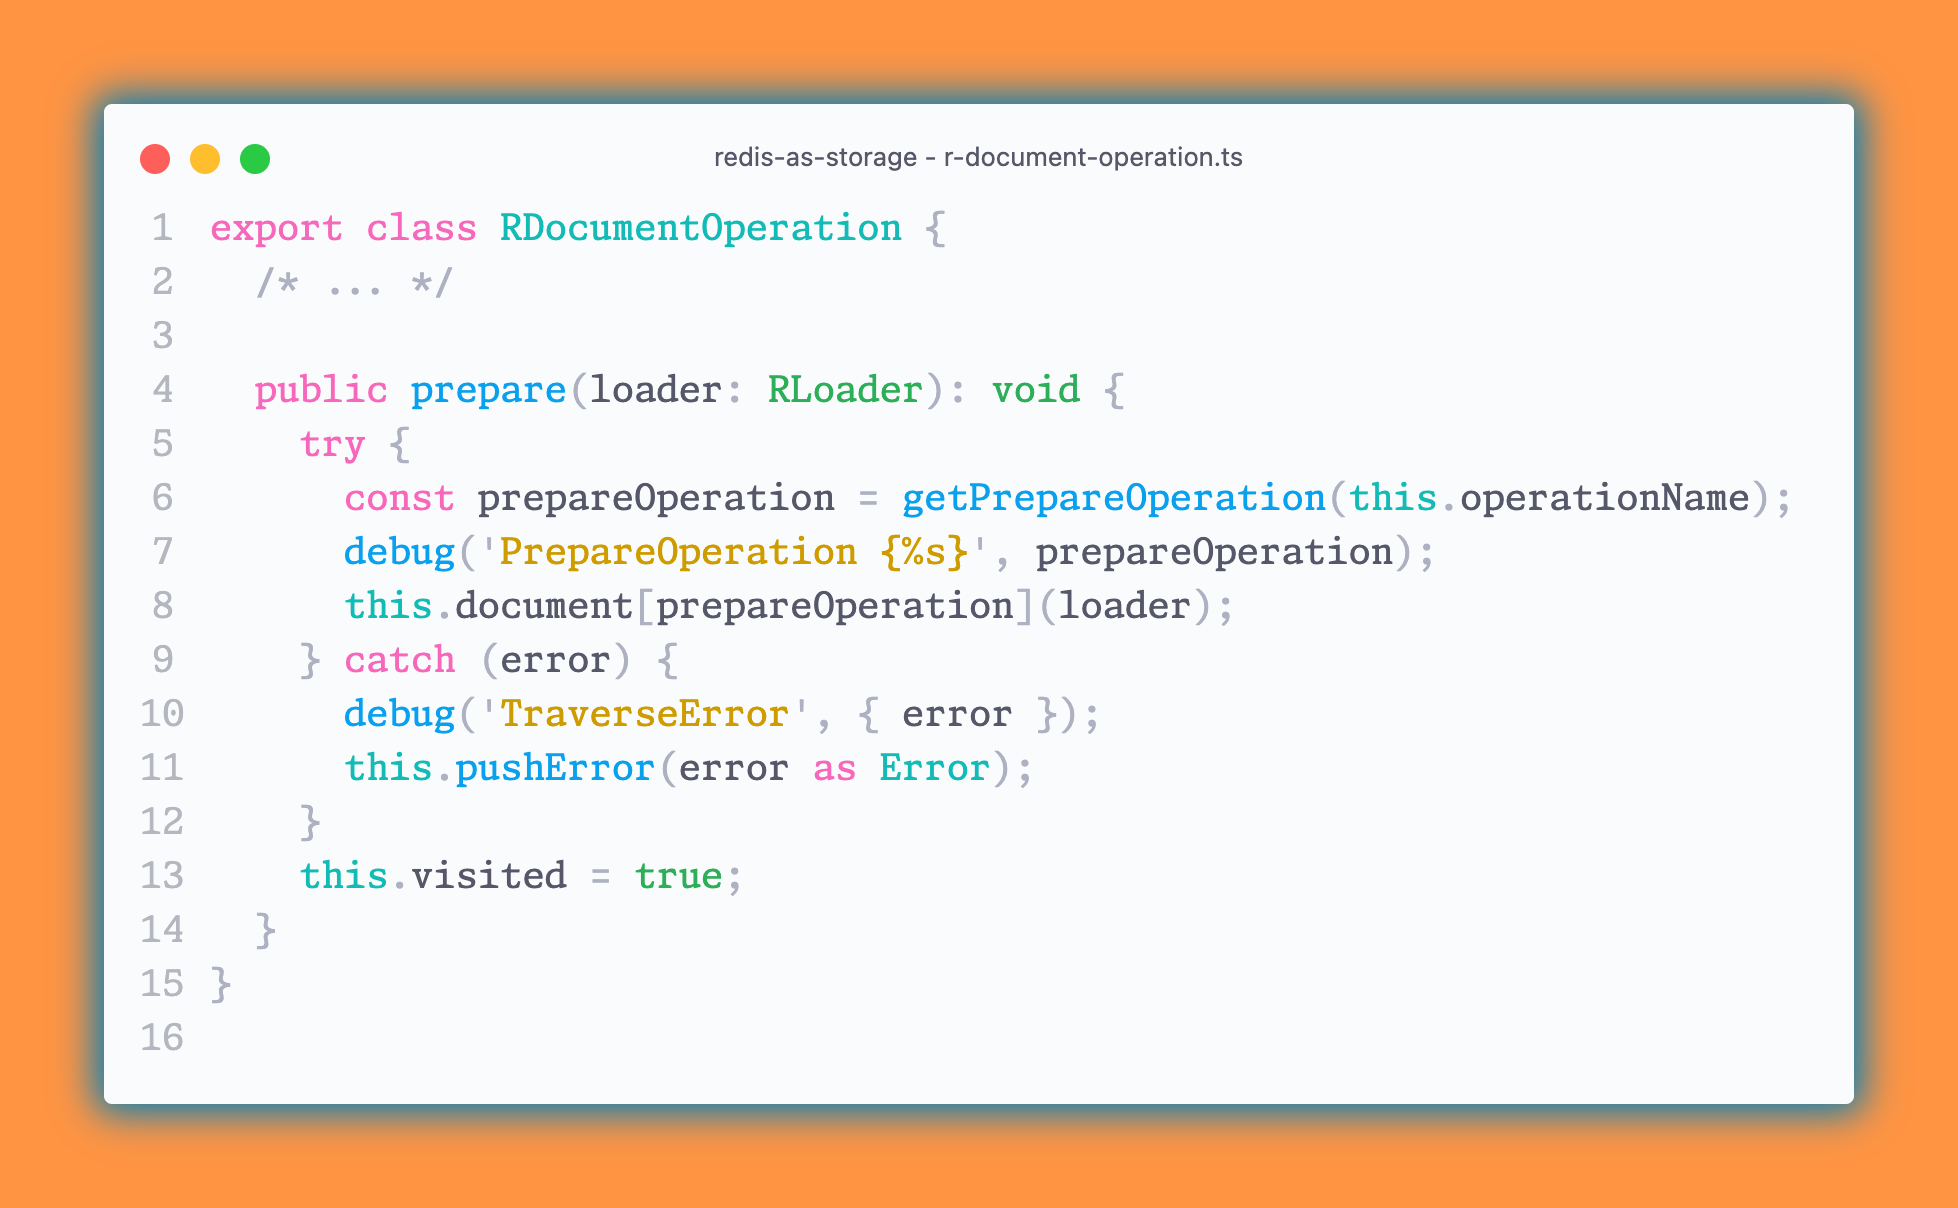 redis-as-storage - r-document-operation.ts
1 export class RDocumentOperation {
2   /* ... */
3
4   public prepare(loader: RLoader): void {
5     try {
6       const prepareOperation = getPrepareOperation(this.operationName);
7       debug('PrepareOperation {%s}', prepareOperation);
8       this.document[prepareOperation](loader);
9     } catch (error) {
10       debug('TraverseError', { error });
11       this.pushError(error as Error);
12     }
13     this.visited = true;
14   }
15 }
16